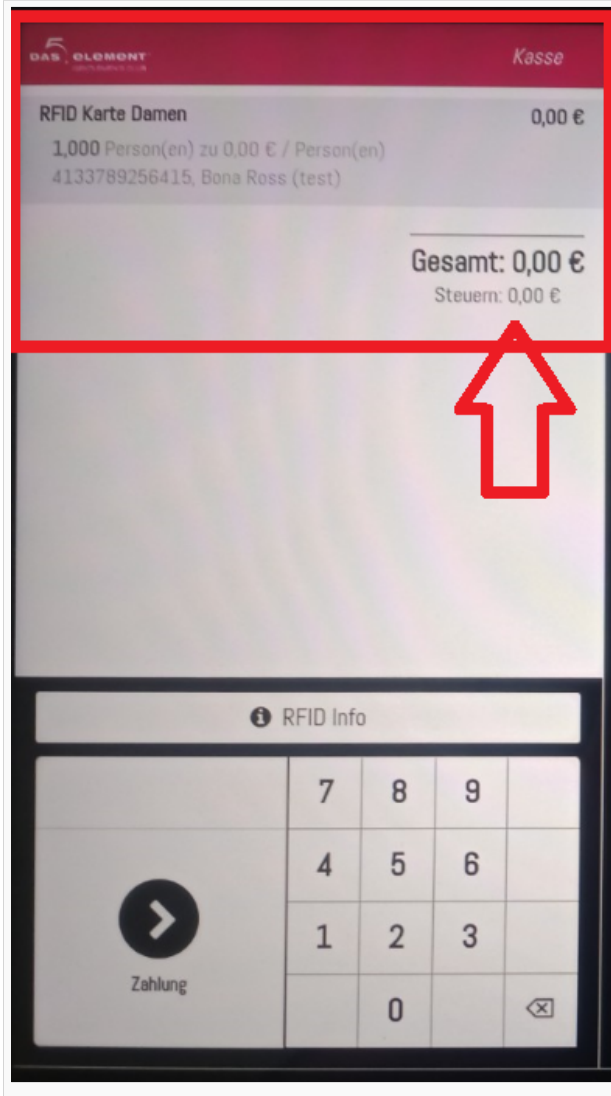 DAS 5 ELEMENT
Kasse
RFID Karte Damen 0,00 €
1,000 Person(en) zu 0,00 € / Person(en)
4133789256415, Bona Ross (test)
Gesamt: 0,00 €
Steuern: 0,00 €
RFID Info
7 8 9
4 5 6
1 2 3
Zahlung
0